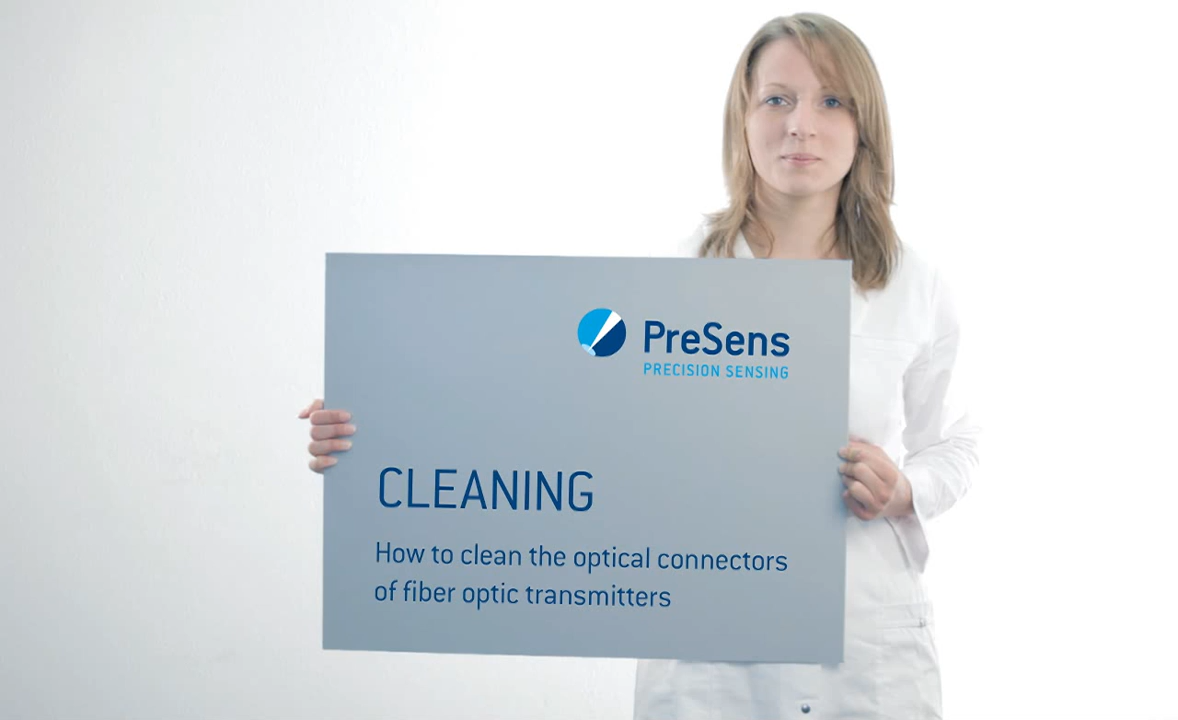 PreSens
PRECISION SENSING
CLEANING
How to clean the optical connectors
of fiber optic transmitters